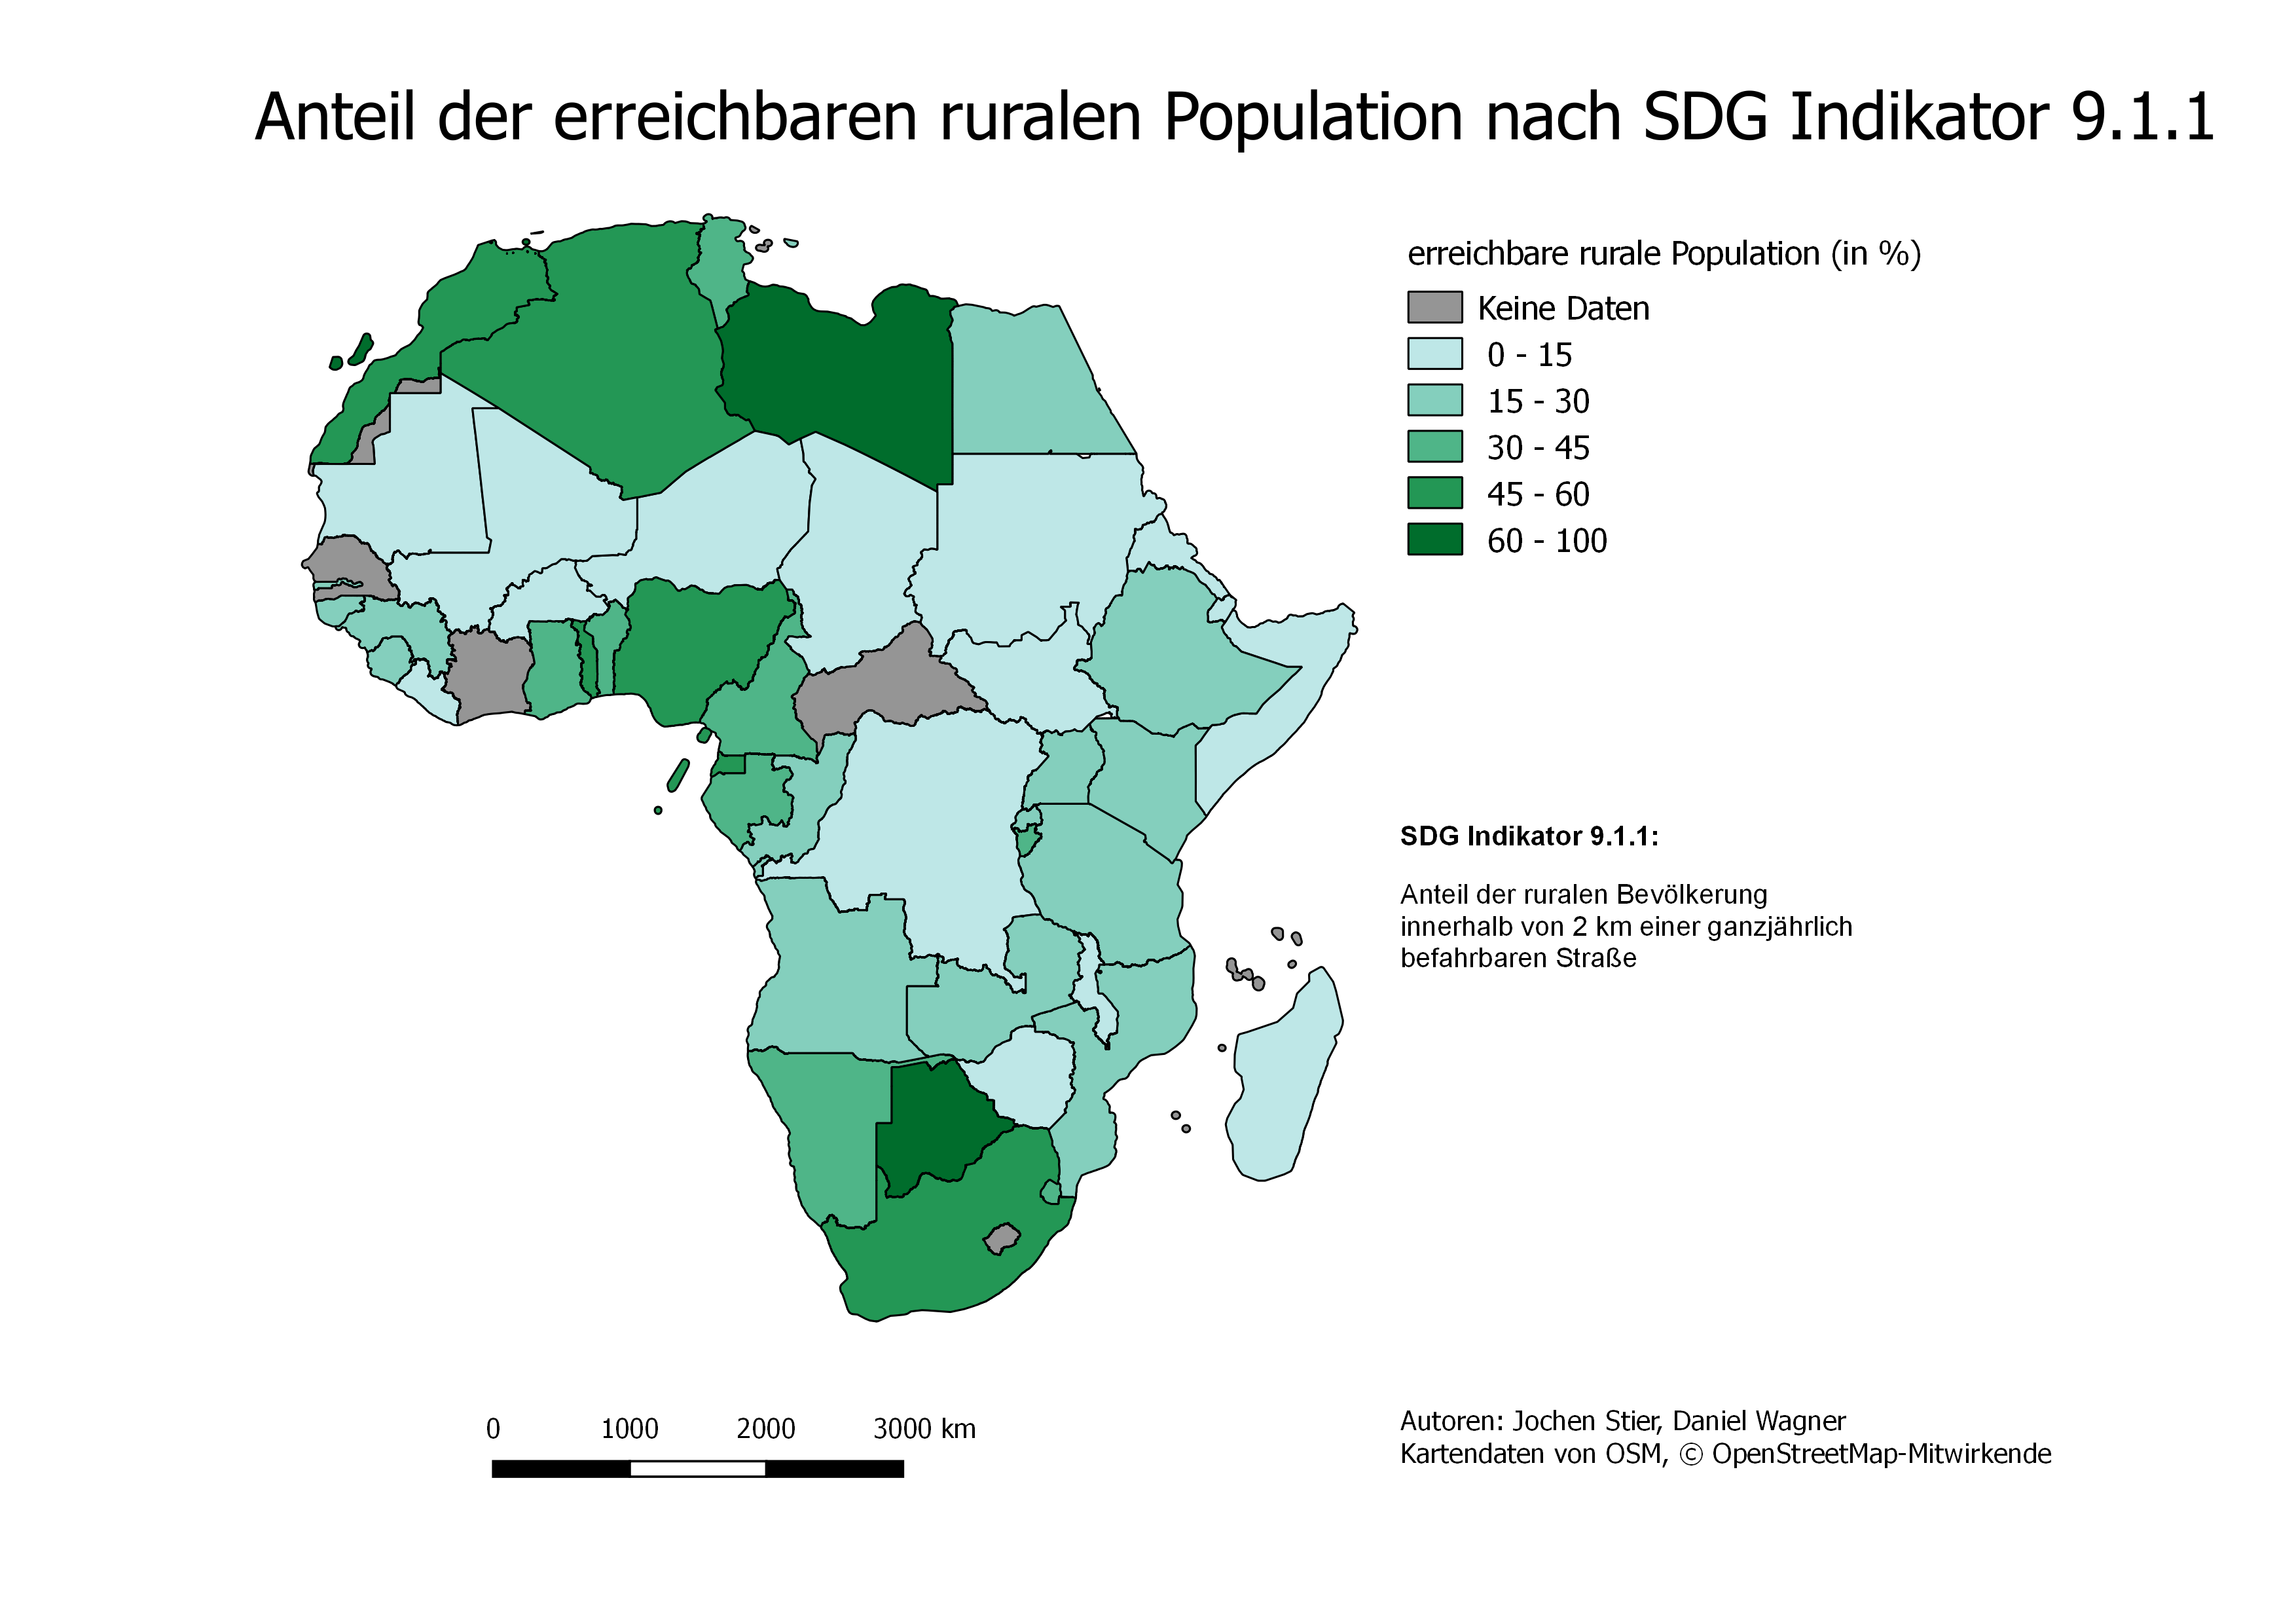 Anteil der erreichbaren ruralen Population nach SDG Indikator 9.1.1
erreichbare rurale Population (in %)
Keine Daten
0 - 15
15 - 30
30 - 45
45 - 60
60 - 100
SDG Indikator 9.1.1:
Anteil der ruralen Bevölkerung
innerhalb von 2 km einer ganzjährlich
befahrbaren Straße
0 1000 2000 3000 km
Autoren: Jochen Stier, Daniel Wagner
Kartendaten von OSM, © OpenStreetMap-Mitwirkende